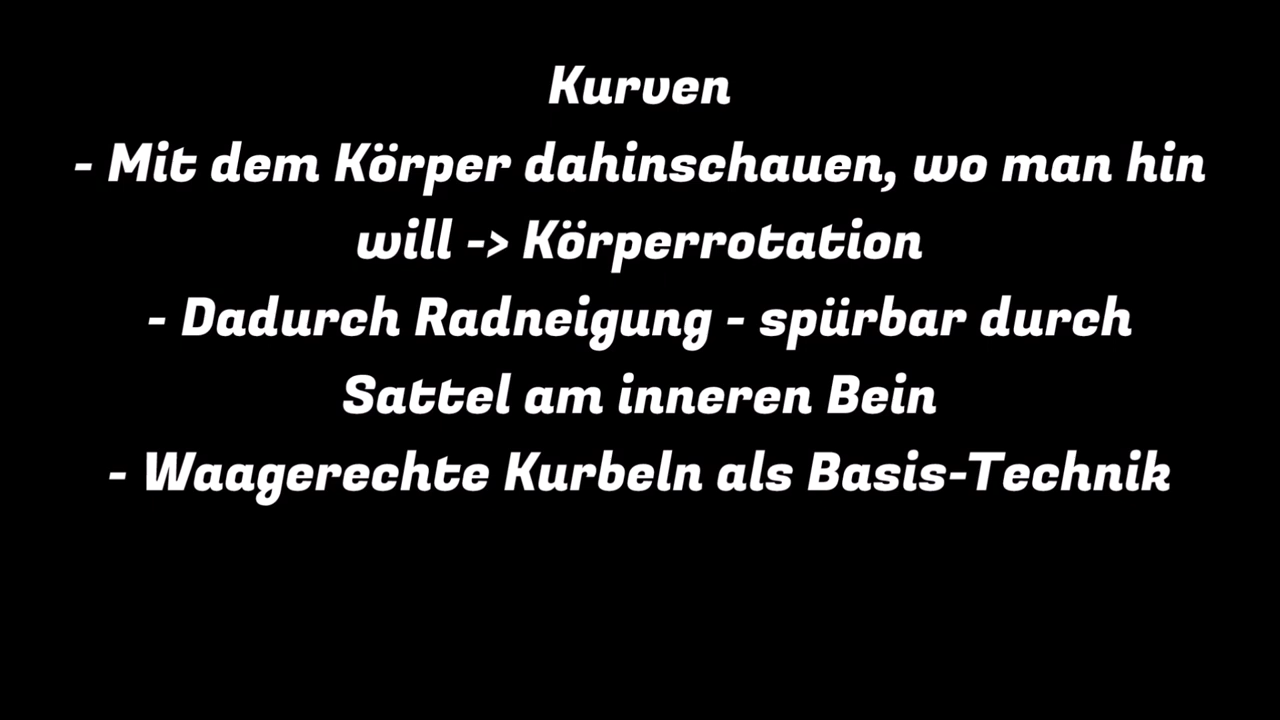 Kurven
- Mit dem Körper dahinschauen, wo man hin
will -> Körperrotation
- Dadurch Radneigung - spürbar durch
Sattel am inneren Bein
- Waagerechte Kurbeln als Basis-Technik